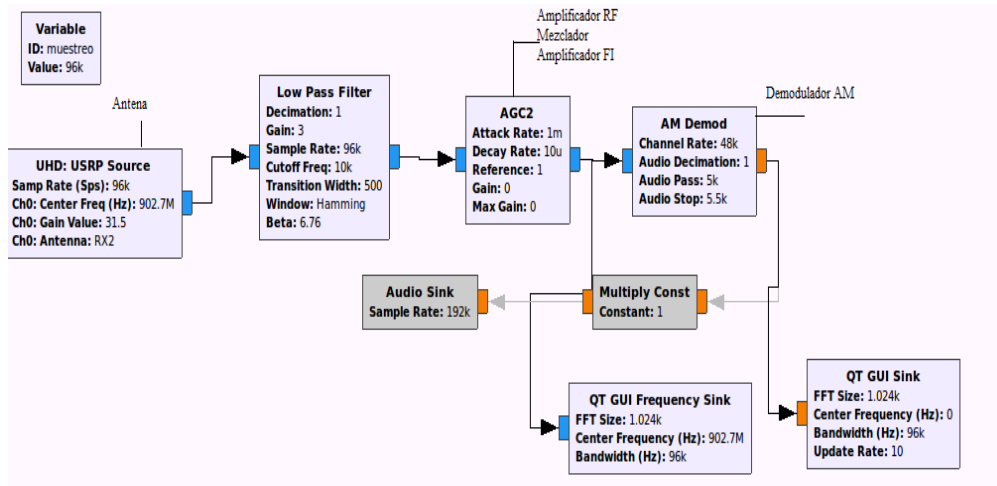 Variable
ID: muestreo
Value: 96k
Antena
UHD: USRP Source
Samp Rate (Sps): 96k
Ch0: Center Freq (Hz): 902.7M
Ch0: Gain Value: 31.5
Ch0: Antenna: RX2
Low Pass Filter
Decimation: 1
Gain: 3
Sample Rate: 96k
Cutoff Freq: 10k
Transition Width: 500
Window: Hamming
Beta: 6.76
Amplificador RF
Mezclador
Amplificador FI
AGC2
Attack Rate: 1m
Decay Rate: 10u
Reference: 1
Gain: 0
Max Gain: 0
Demodulador AM
AM Demod
Channel Rate: 48k
Audio Decimation: 1
Audio Pass: 5k
Audio Stop: 5.5k
Audio Sink
Sample Rate: 192k
Multiply Const
Constant: 1
QT GUI Frequency Sink
FFT Size: 1.024k
Center Frequency (Hz): 902.7M
Bandwidth (Hz): 96k
QT GUI Sink
FFT Size: 1.024k
Center Frequency (Hz): 0
Bandwidth (Hz): 96k
Update Rate: 10